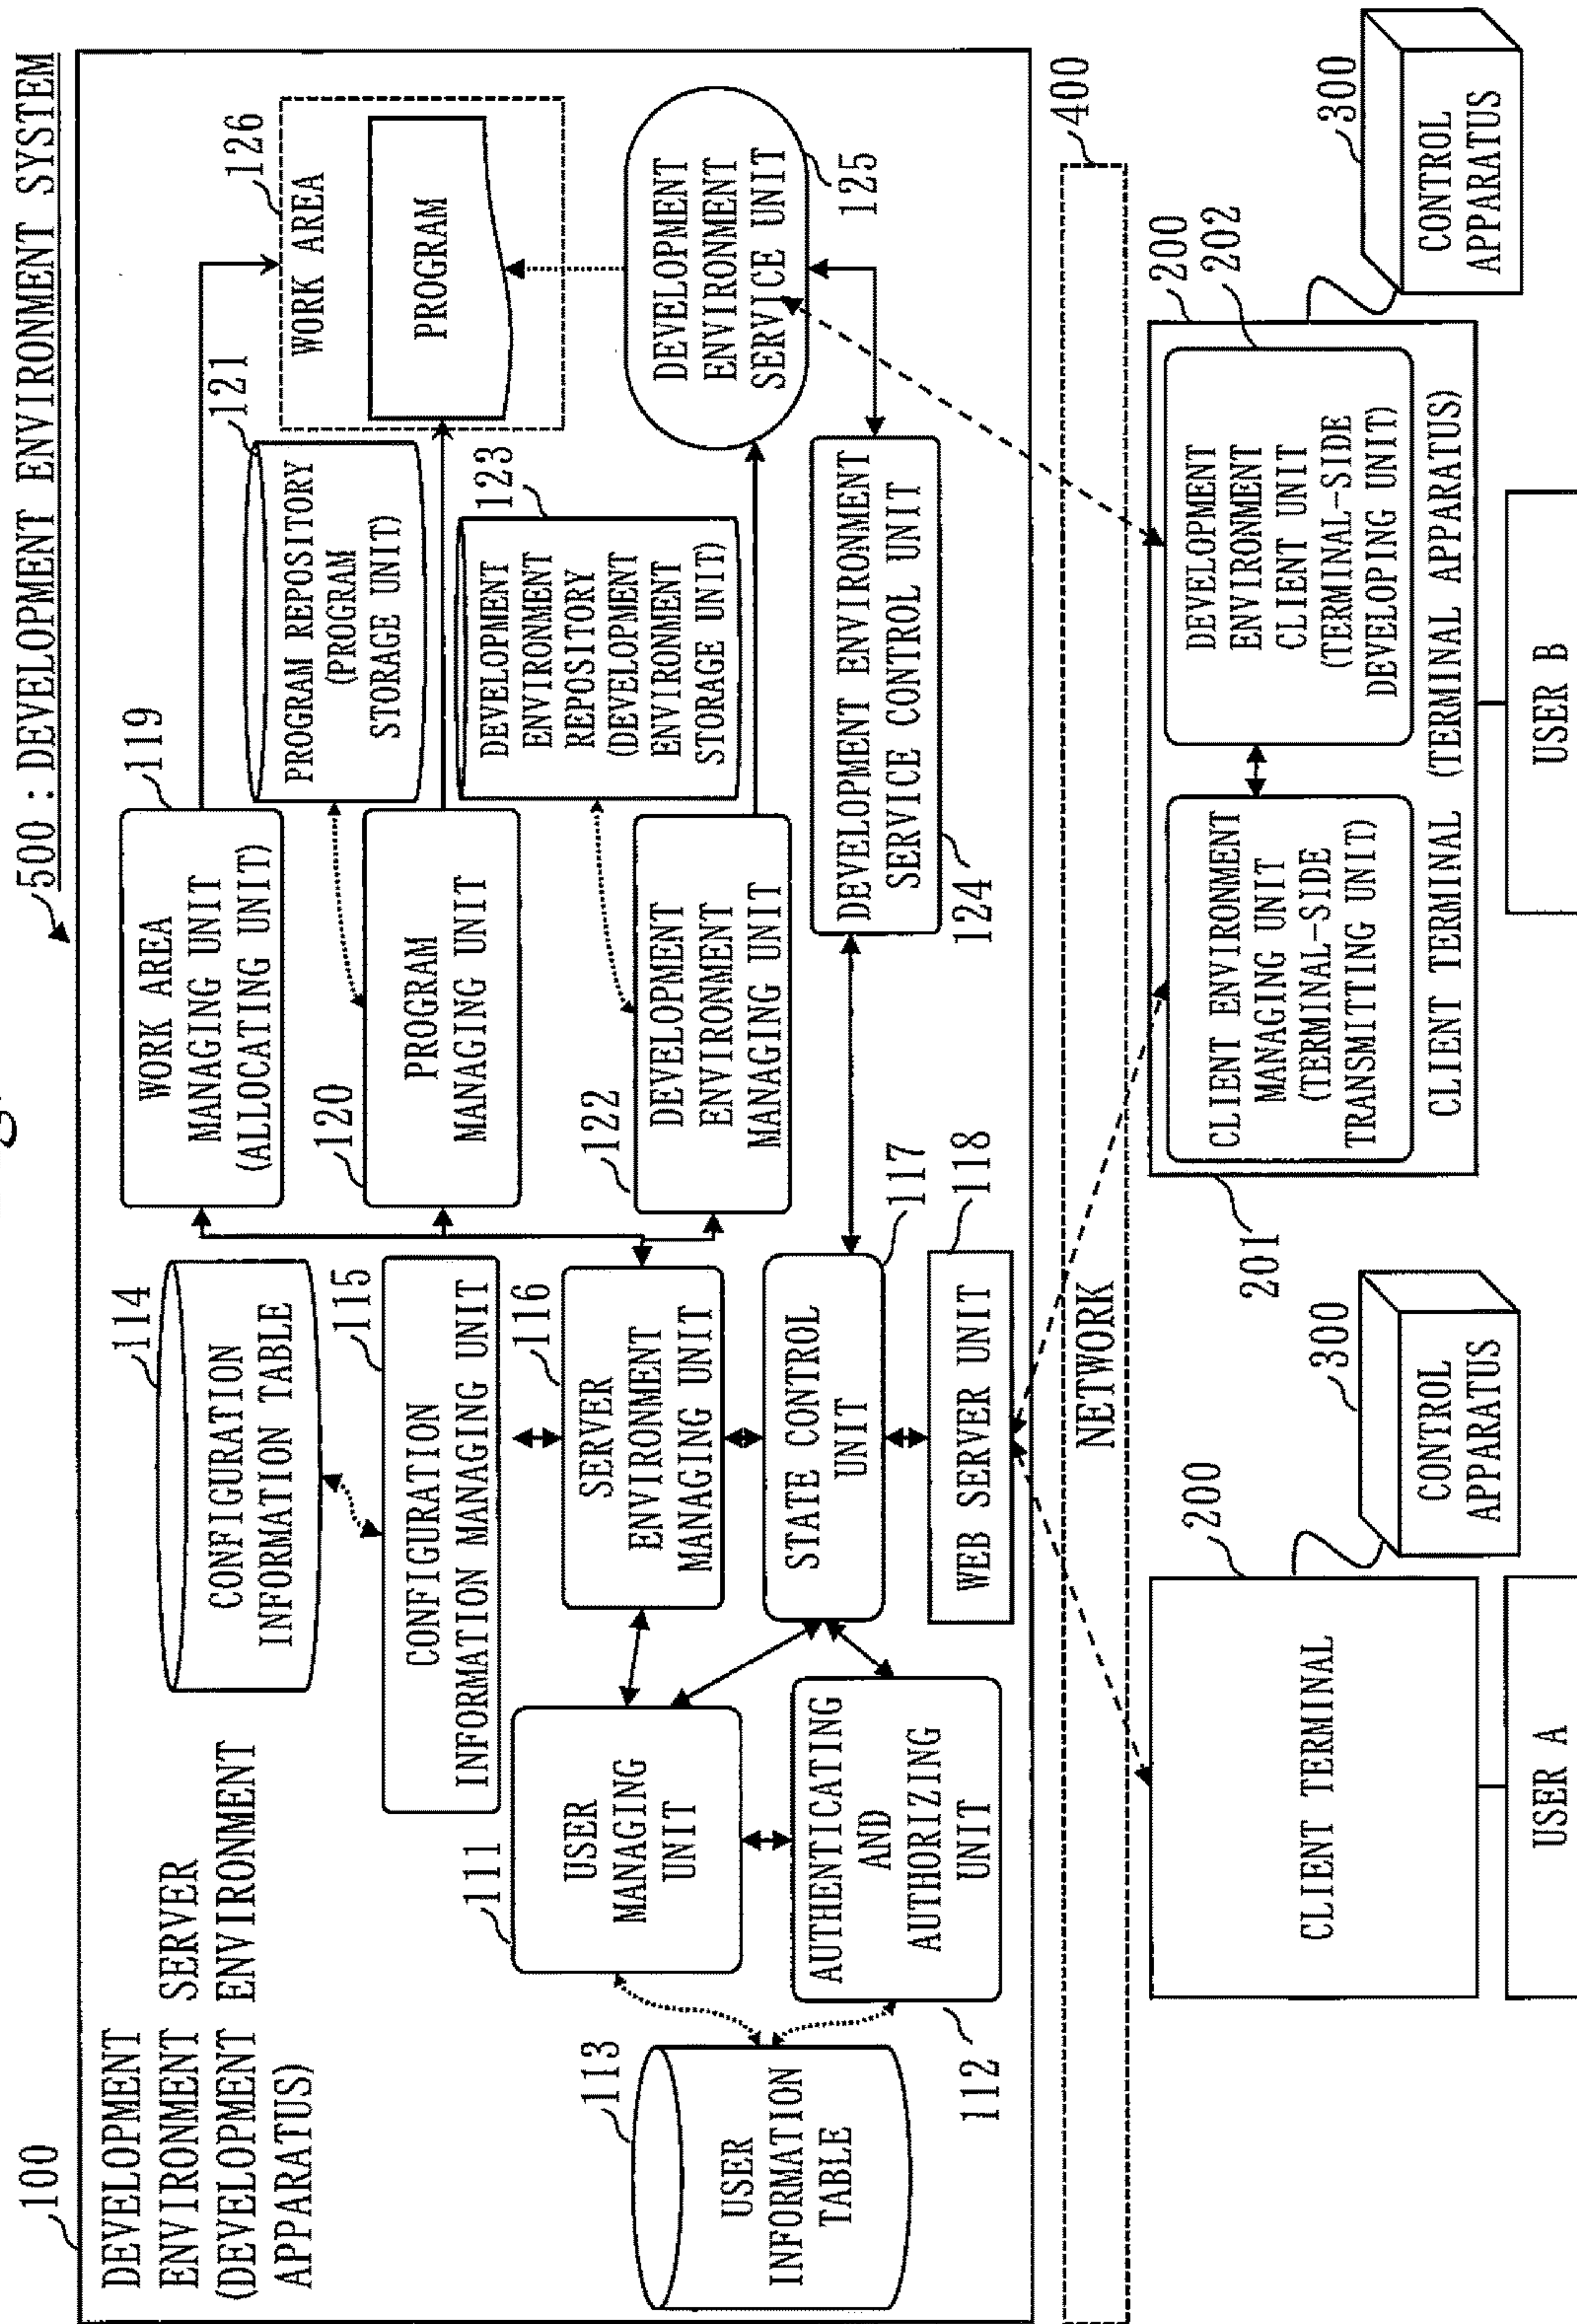 500 : DEVELOPMENT ENVIRONMENT SYSTEM
100
DEVELOPMENT
ENVIRONMENT SERVER
(DEVELOPMENT ENVIRONMENT
APPARATUS)
114
CONFIGURATION
INFORMATION TABLE
115
CONFIGURATION
INFORMATION MANAGING UNIT
116
SERVER
ENVIRONMENT
MANAGING UNIT
111
USER
MANAGING
UNIT
113
USER
INFORMATION
TABLE
112
AUTHENTICATING
AND
AUTHORIZING
UNIT
117
STATE CONTROL
UNIT
118
WEB SERVER UNIT
119
WORK AREA
MANAGING UNIT
(ALLOCATING UNIT)
120
PROGRAM
MANAGING UNIT
121
PROGRAM REPOSITORY
(PROGRAM
STORAGE UNIT)
122
DEVELOPMENT
ENVIRONMENT
MANAGING UNIT
123
DEVELOPMENT
ENVIRONMENT
REPOSITORY
(DEVELOPMENT
ENVIRONMENT
STORAGE UNIT)
124
DEVELOPMENT ENVIRONMENT
SERVICE CONTROL UNIT
126
WORK AREA
PROGRAM
DEVELOPMENT
ENVIRONMENT
SERVICE UNIT
125
400
NETWORK
200
CLIENT TERMINAL
300
CONTROL
APPARATUS
USER A
201
CLIENT ENVIRONMENT
MANAGING UNIT
(TERMINAL-SIDE
TRANSMITTING UNIT)
200
202
DEVELOPMENT
ENVIRONMENT
CLIENT UNIT
(TERMINAL-SIDE
DEVELOPING UNIT)
CLIENT TERMINAL (TERMINAL APPARATUS)
300
CONTROL
APPARATUS
USER B